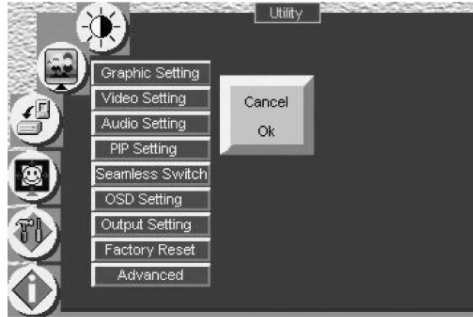 Utility
Graphic Setting
Video Setting
Audio Setting
PIP Setting
Seamless Switch
OSD Setting
Output Setting
Factory Reset
Advanced
Cancel
Ok